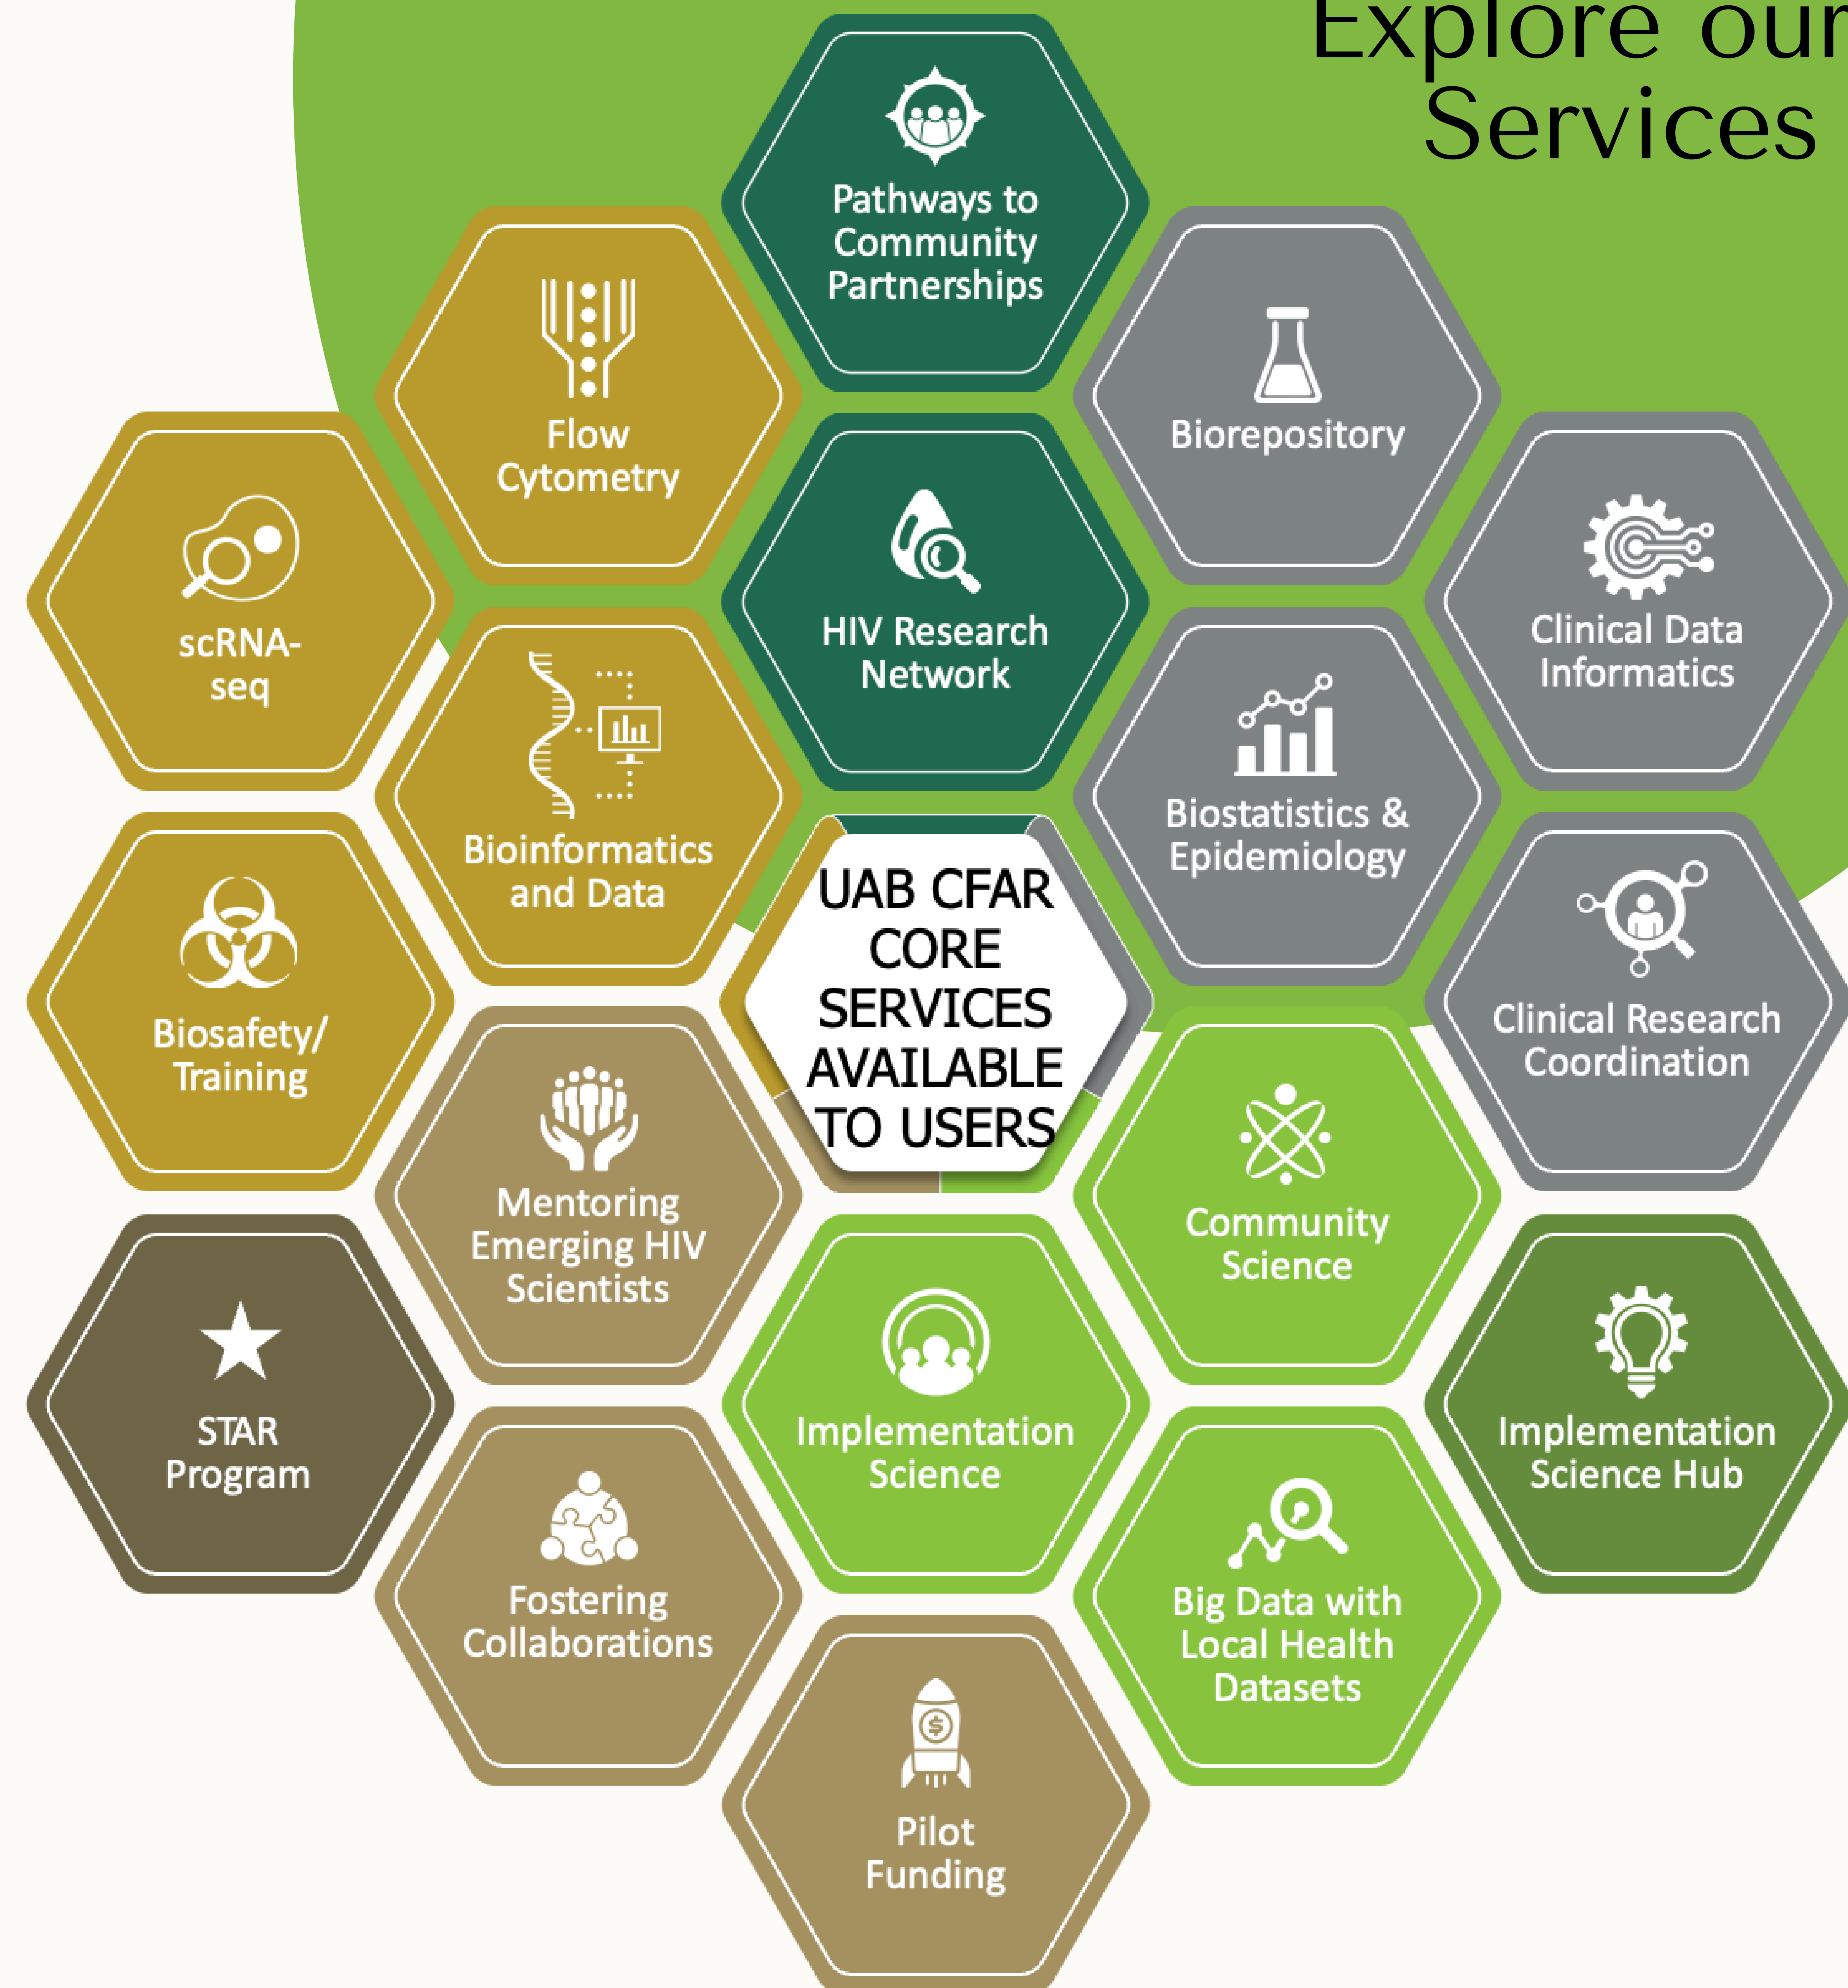 Explore our
Services
Pathways to
Community
Partnerships
Flow
Cytometry
Biorepository
scRNA-
seq
HIV Research
Network
Clinical Data
Informatics
Bioinformatics
and Data
Biostatistics &
Epidemiology
UAB CFAR
CORE
SERVICES
AVAILABLE
TO USERS
Biosafety/
Training
Clinical Research
Coordination
Mentoring
Emerging HIV
Scientists
Community
Science
STAR
Program
Implementation
Science
Implementation
Science Hub
Fostering
Collaborations
Big Data with
Local Health
Datasets
$
Pilot
Funding